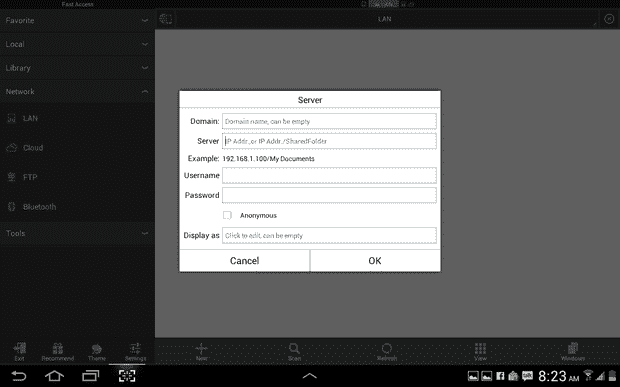 Fast Access
Favorite
LAN
Local
Library
Network
LAN
Cloud
FTP
Bluetooth
Tools
Server
Domain: Domain name, can be empty
Server IP Addr.,or IP Addr./SharedFolder
Example: 192.168.1.100/My Documents
Username
Password
Anonymous
Display as Click to edit, can be empty
Cancel OK
Exit Recommend Theme Settings New Scan Refresh View Windows
8:23 AM